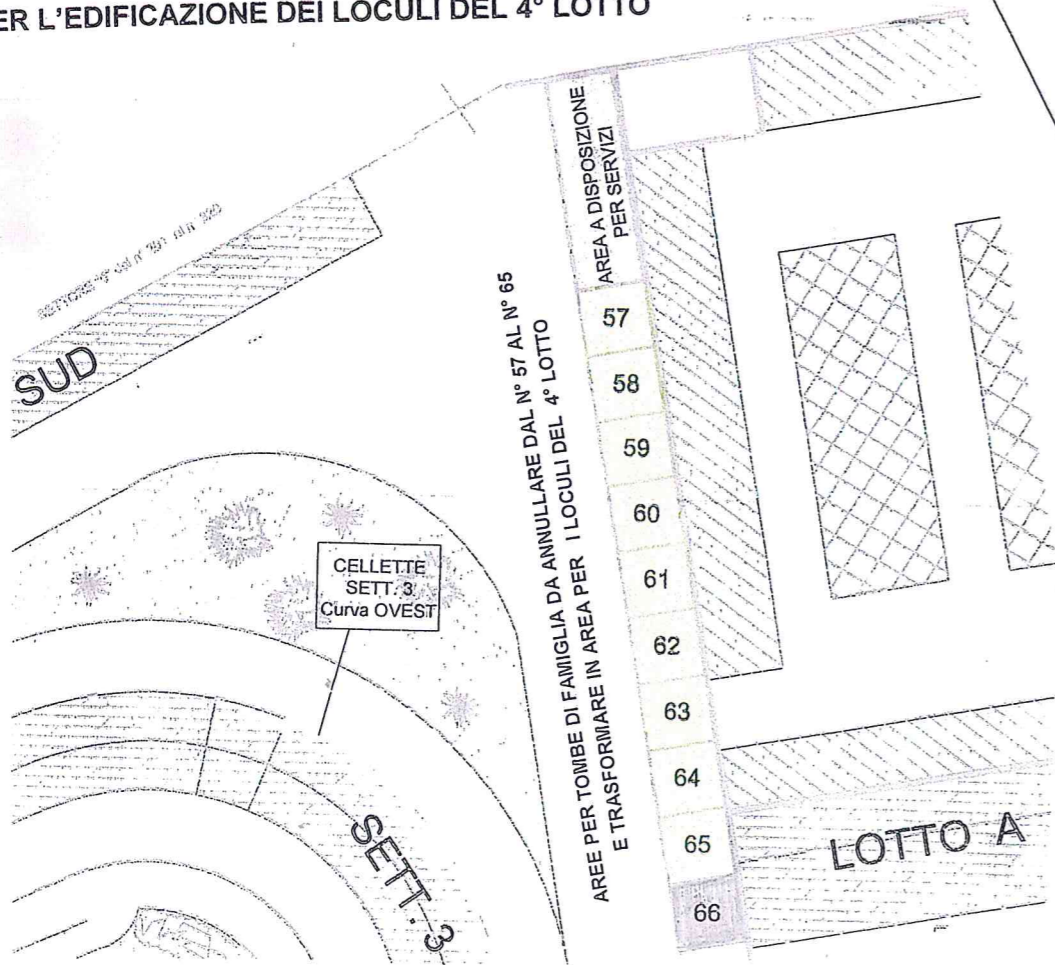 ER L'EDIFICAZIONE DEI LOCULI DEL 4° LOTTO
AREA A DISPOSIZIONE
PER SERVIZI
SUD
57
58
59
60
61
62
63
64
65
66
AREE PER TOMBE DI FAMIGLIA DA ANNULLARE DAL N° 57 AL N° 65
E TRASFORMARE IN AREA PER I LOCULI DEL 4° LOTTO
CELLETTE
SETT. 3
Curva OVEST
SETT. 3
LOTTO A